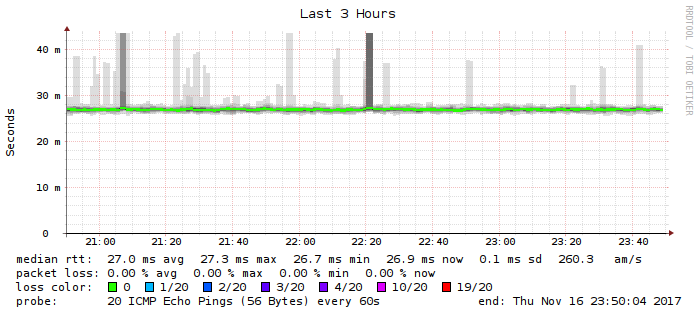 Last 3 Hours
RRDTOOL / TOBI OETIKER
Seconds
40 m
30 m
20 m
10 m
0
21:00 21:20 21:40 22:00 22:20 22:40 23:00 23:20 23:40
median rtt: 27.0 ms avg 27.3 ms max 26.7 ms min 26.9 ms now 0.1 ms sd 260.3 am/s
packet loss: 0.00 % avg 0.00 % max 0.00 % min 0.00 % now
loss color: 0 1/20 2/20 3/20 4/20 10/20 19/20
probe: 20 ICMP Echo Pings (56 Bytes) every 60s end: Thu Nov 16 23:50:04 2017